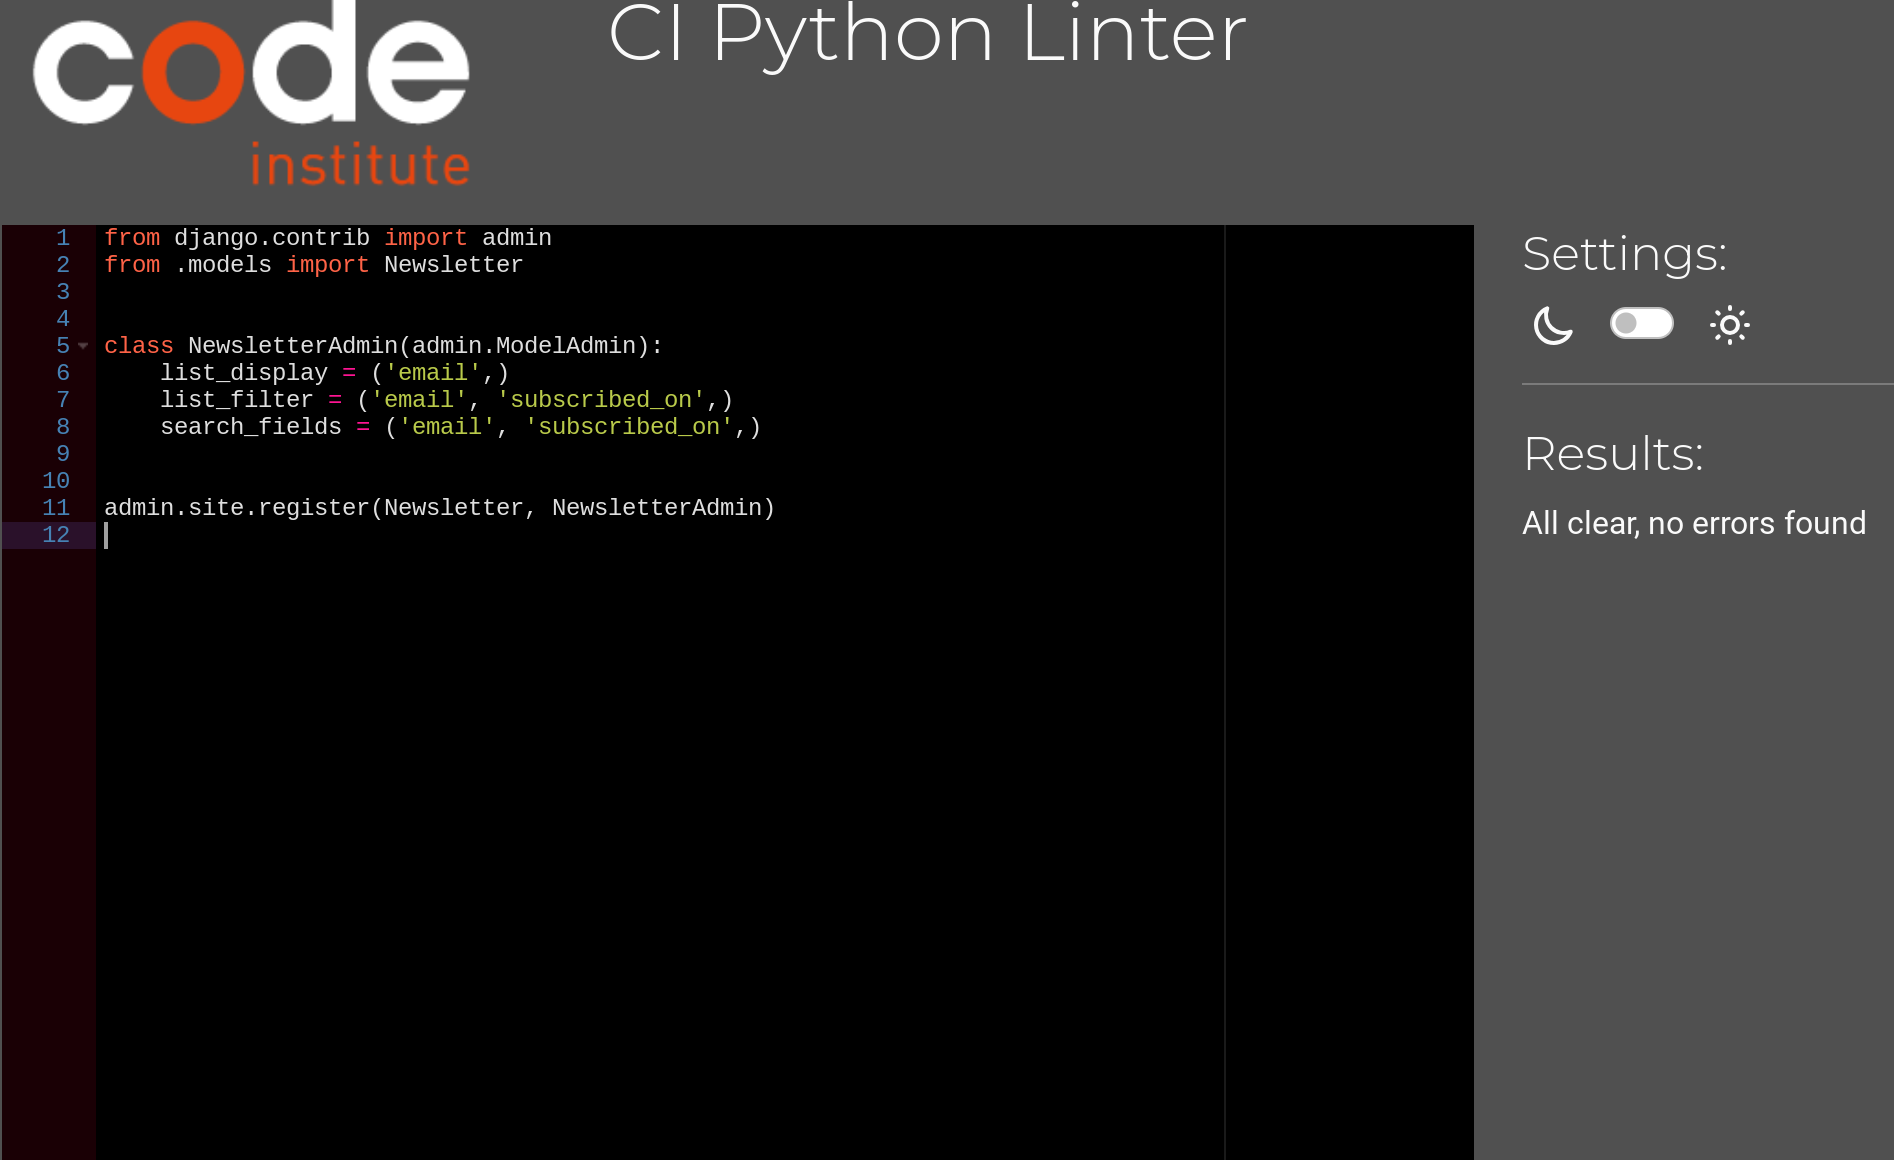 code
institute
CI Python Linter
1 from django.contrib import admin
2 from .models import Newsletter
3
4
5 class NewsletterAdmin(admin.ModelAdmin):
6     list_display = ('email',)
7     list_filter = ('email', 'subscribed_on',)
8     search_fields = ('email', 'subscribed_on',)
9
10
11 admin.site.register(Newsletter, NewsletterAdmin)
12
Settings:
Results:
All clear, no errors found